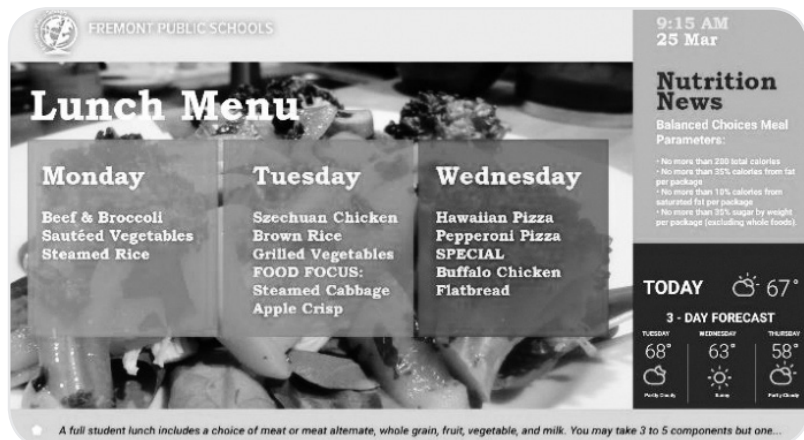 FREMONT PUBLIC SCHOOLS
Lunch Menu
Monday
Beef & Broccoli
Sautéed Vegetables
Steamed Rice
Tuesday
Szechuan Chicken
Brown Rice
Grilled Vegetables
FOOD FOCUS:
Steamed Cabbage
Apple Crisp
Wednesday
Hawaiian Pizza
Pepperoni Pizza
SPECIAL
Buffalo Chicken
Flatbread
9:15 AM
25 Mar
Nutrition
News
Balanced Choices Meal
Parameters:
• No more than 200 total calories
• No more than 35% calories from fat
per package
• No more than 10% calories from
saturated fat per package
• No more than 35% sugar by weight
per package (excluding whole foods).
TODAY 67°
3 - DAY FORECAST
TUESDAY WEDNESDAY THURSDAY
68° 63° 58°
Partly Cloudy Sunny Partly Cloudy
A full student lunch includes a choice of meat or meat alternate, whole grain, fruit, vegetable, and milk. You may take 3 to 5 components but one...